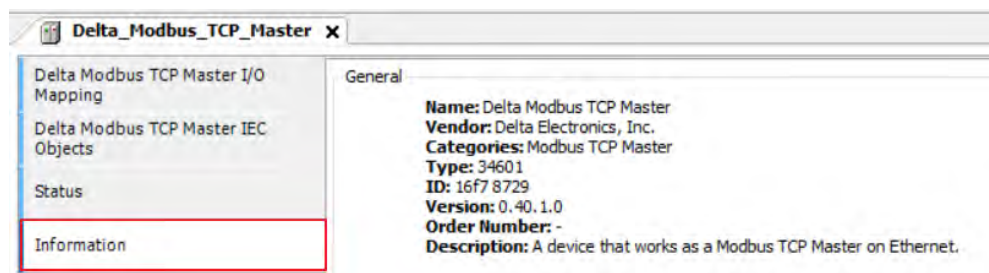 Delta_Modbus_TCP_Master X
Delta Modbus TCP Master I/O
Mapping
Delta Modbus TCP Master IEC
Objects
Status
Information
General
Name: Delta Modbus TCP Master
Vendor: Delta Electronics, Inc.
Categories: Modbus TCP Master
Type: 34601
ID: 16f7 8729
Version: 0.40.1.0
Order Number: -
Description: A device that works as a Modbus TCP Master on Ethernet.